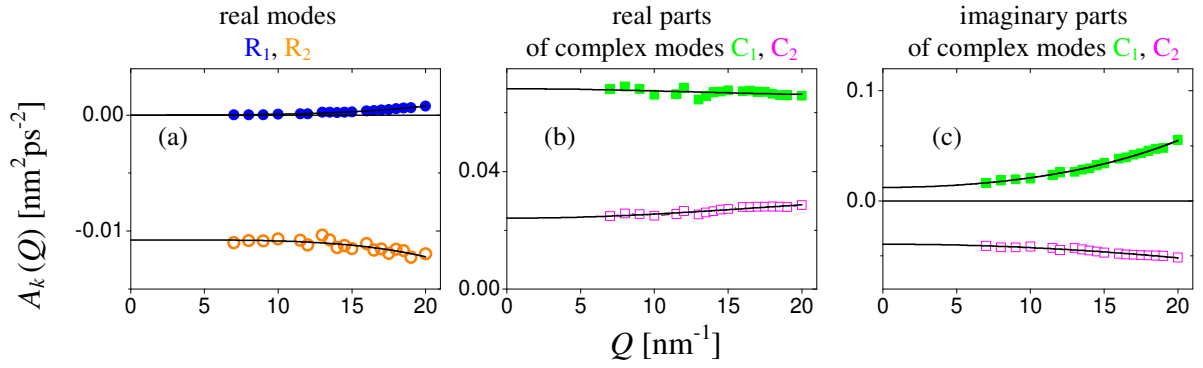 real modes
R₁, R₂
real parts
of complex modes C₁, C₂
imaginary parts
of complex modes C₁, C₂
Aₖ(Q) [nm²ps⁻²]
0.00
-0.01
(a)
0 5 10 15 20
0.04
0.00
(b)
0 5 10 15 20
0.1
0.0
(c)
0 5 10 15 20
Q [nm⁻¹]